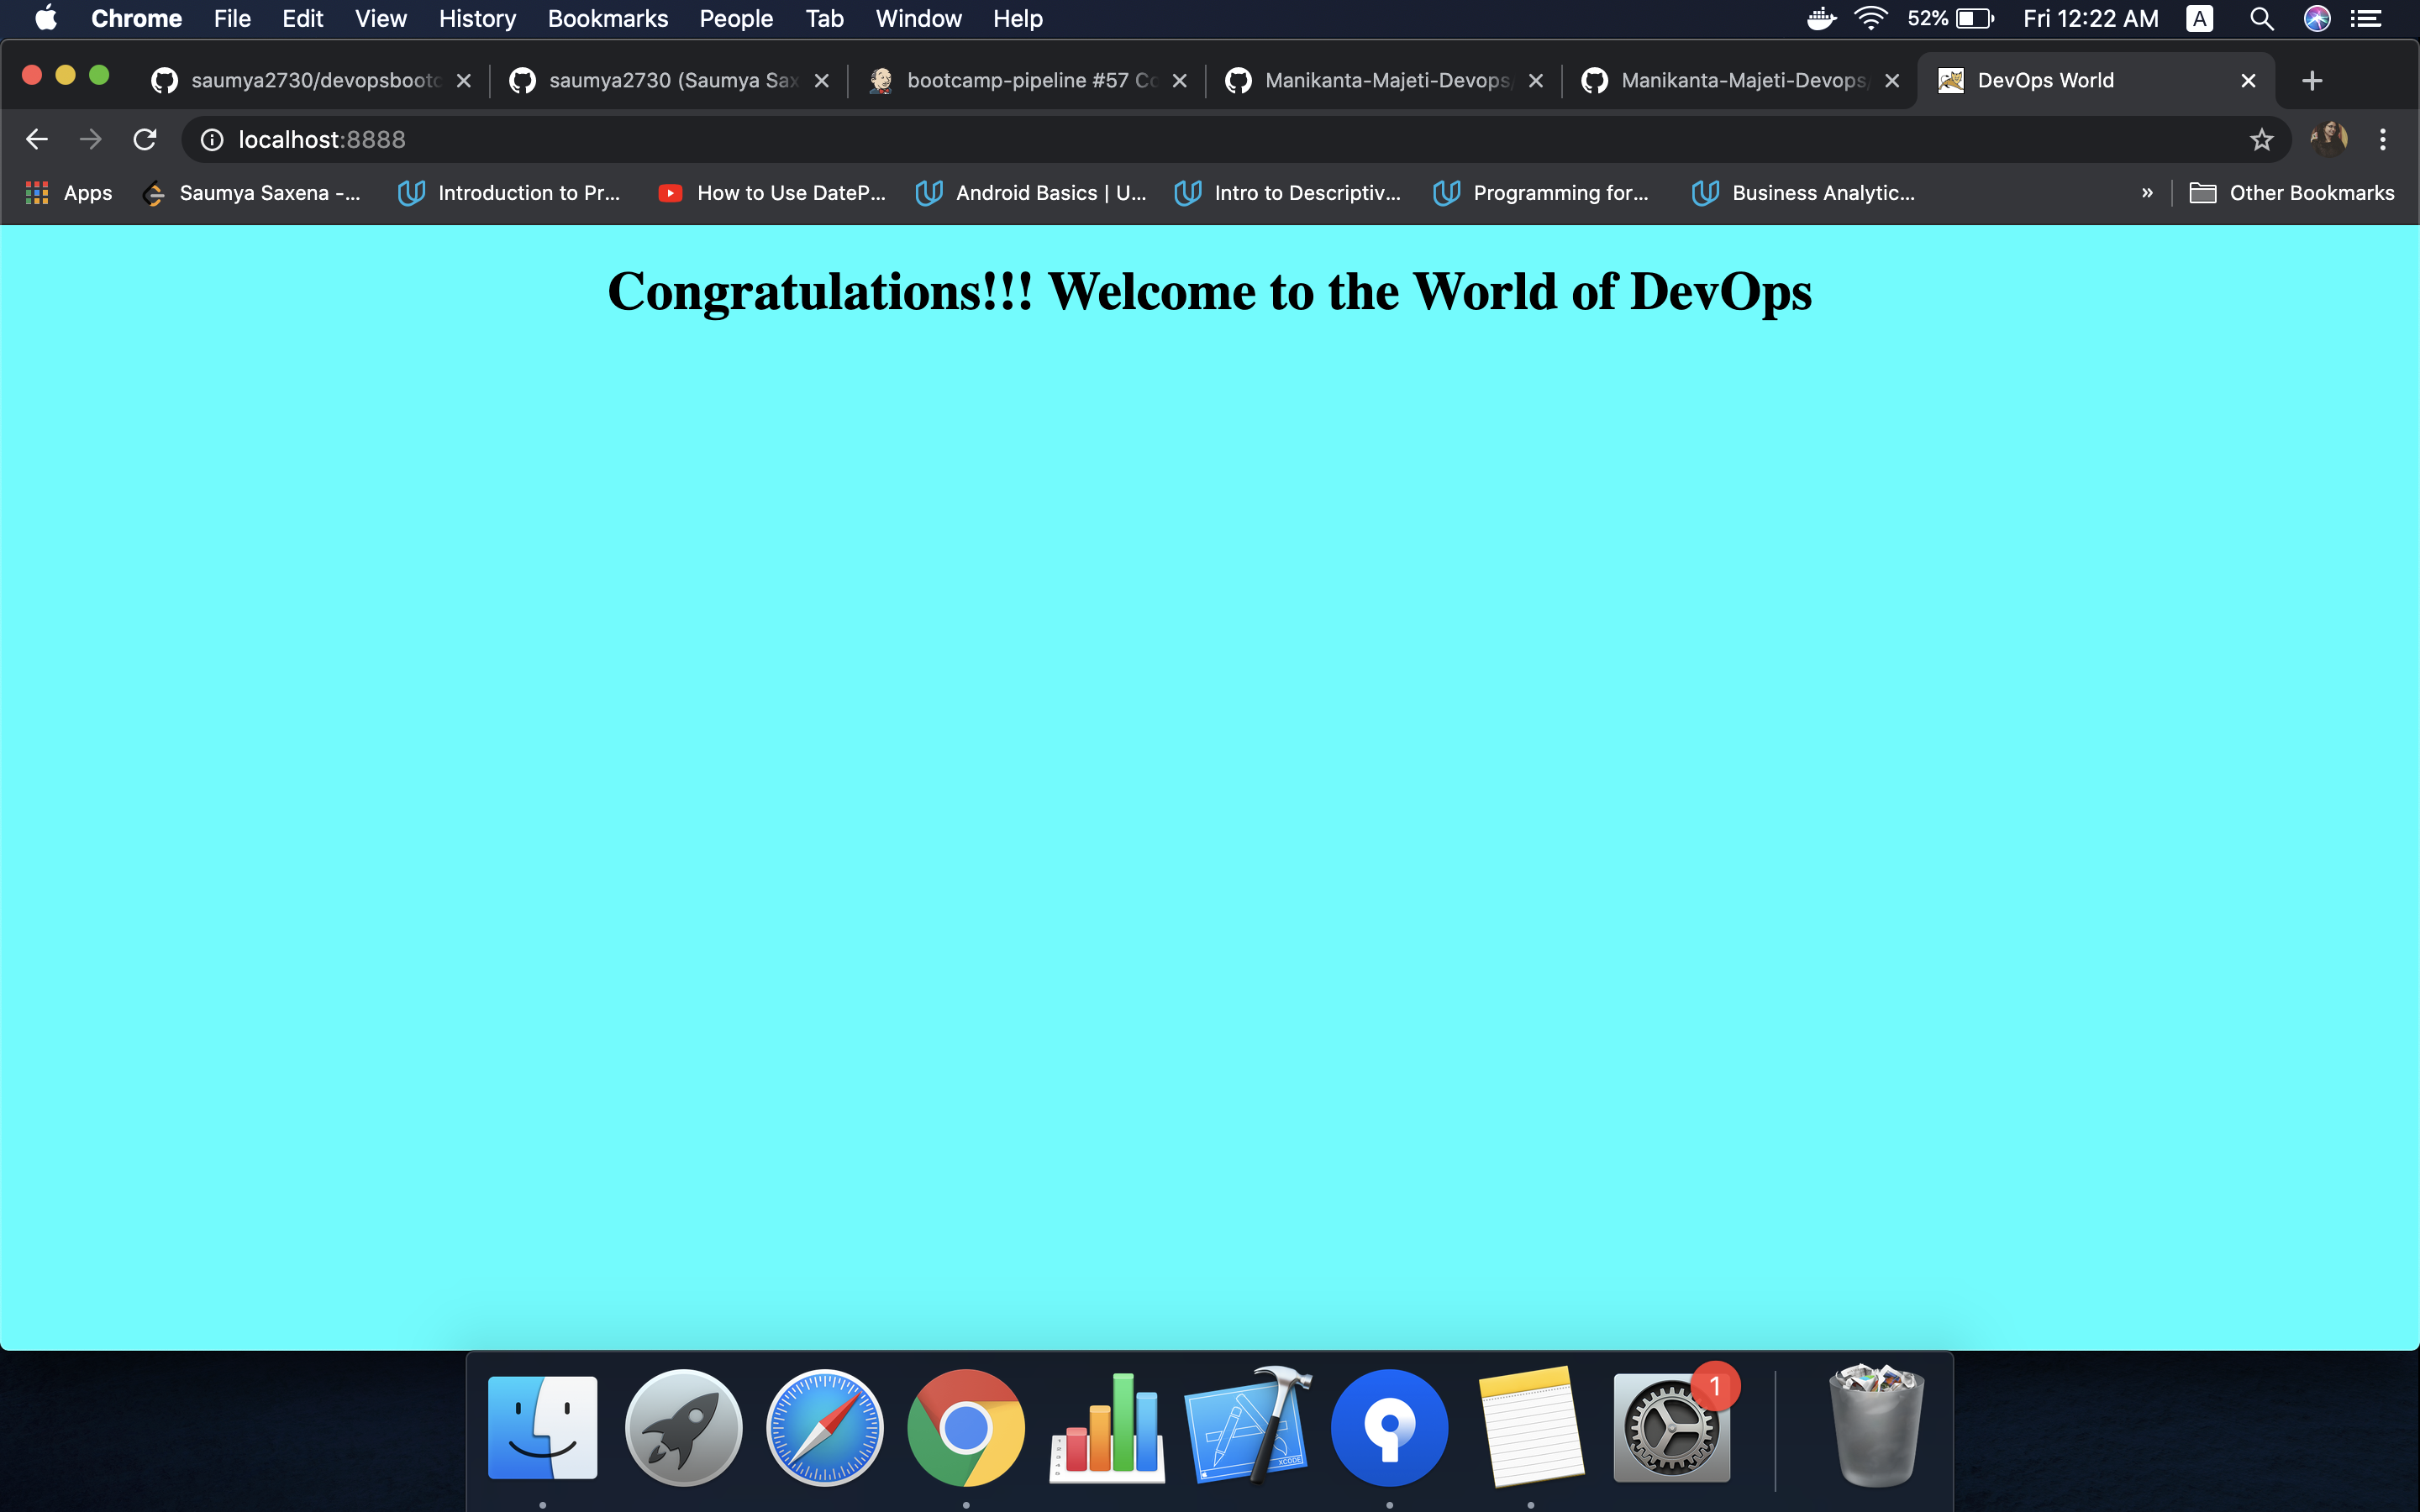 Chrome File Edit View History Bookmarks People Tab Window Help 52% Fri 12:22 AM A
saumya2730/devopsbootc saumya2730 (Saumya Sax bootcamp-pipeline #57 Co Manikanta-Majeti-Devops/ Manikanta-Majeti-Devops/ DevOps World
localhost:8888
Apps Saumya Saxena -... Introduction to Pr... How to Use DateP... Android Basics | U... Intro to Descriptiv... Programming for... Business Analytic... » Other Bookmarks
Congratulations!!! Welcome to the World of DevOps
XCODE
1